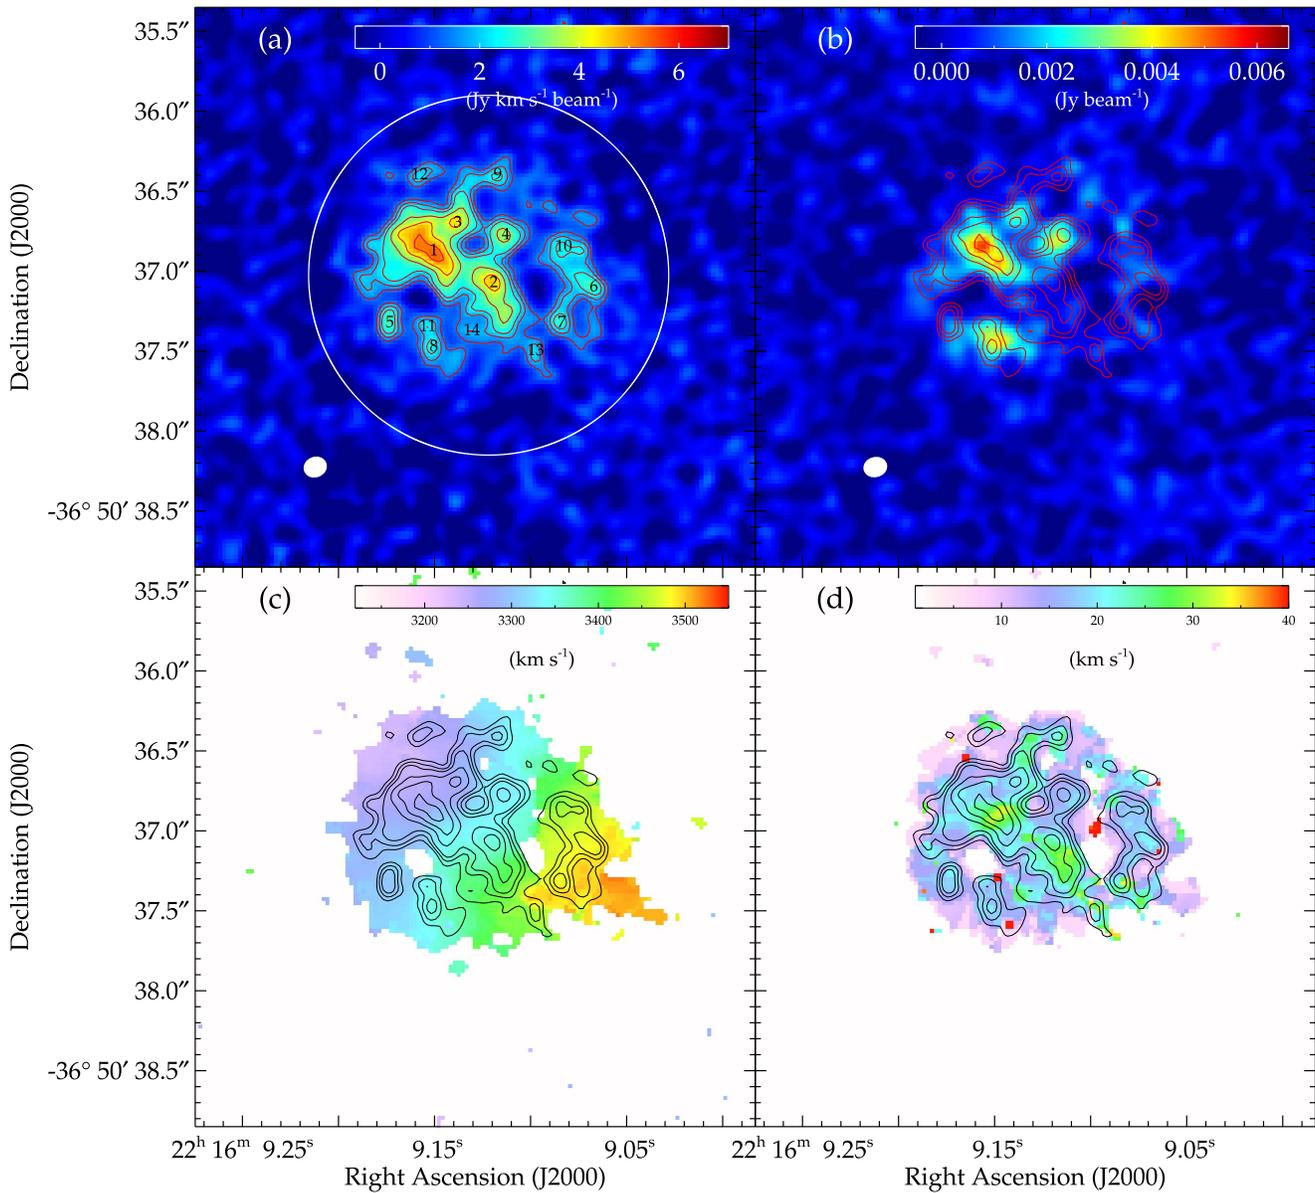 (a)
0 2 4 6
(Jy km s⁻¹ beam⁻¹)
(b)
0.000 0.002 0.004 0.006
(Jy beam⁻¹)
35.5″
36.0″
36.5″
37.0″
37.5″
38.0″
-36° 50′ 38.5″
Declination (J2000)
12 9
3
1 4 10
2 6
5 11 14 7
8 13
(c)
3200 3300 3400 3500
(km s⁻¹)
(d)
10 20 30 40
(km s⁻¹)
35.5″
36.0″
36.5″
37.0″
37.5″
38.0″
-36° 50′ 38.5″
Declination (J2000)
22ʰ 16ᵐ 9.25ˢ 9.15ˢ 9.05ˢ
Right Ascension (J2000)
22ʰ 16ᵐ 9.25ˢ 9.15ˢ 9.05ˢ
Right Ascension (J2000)